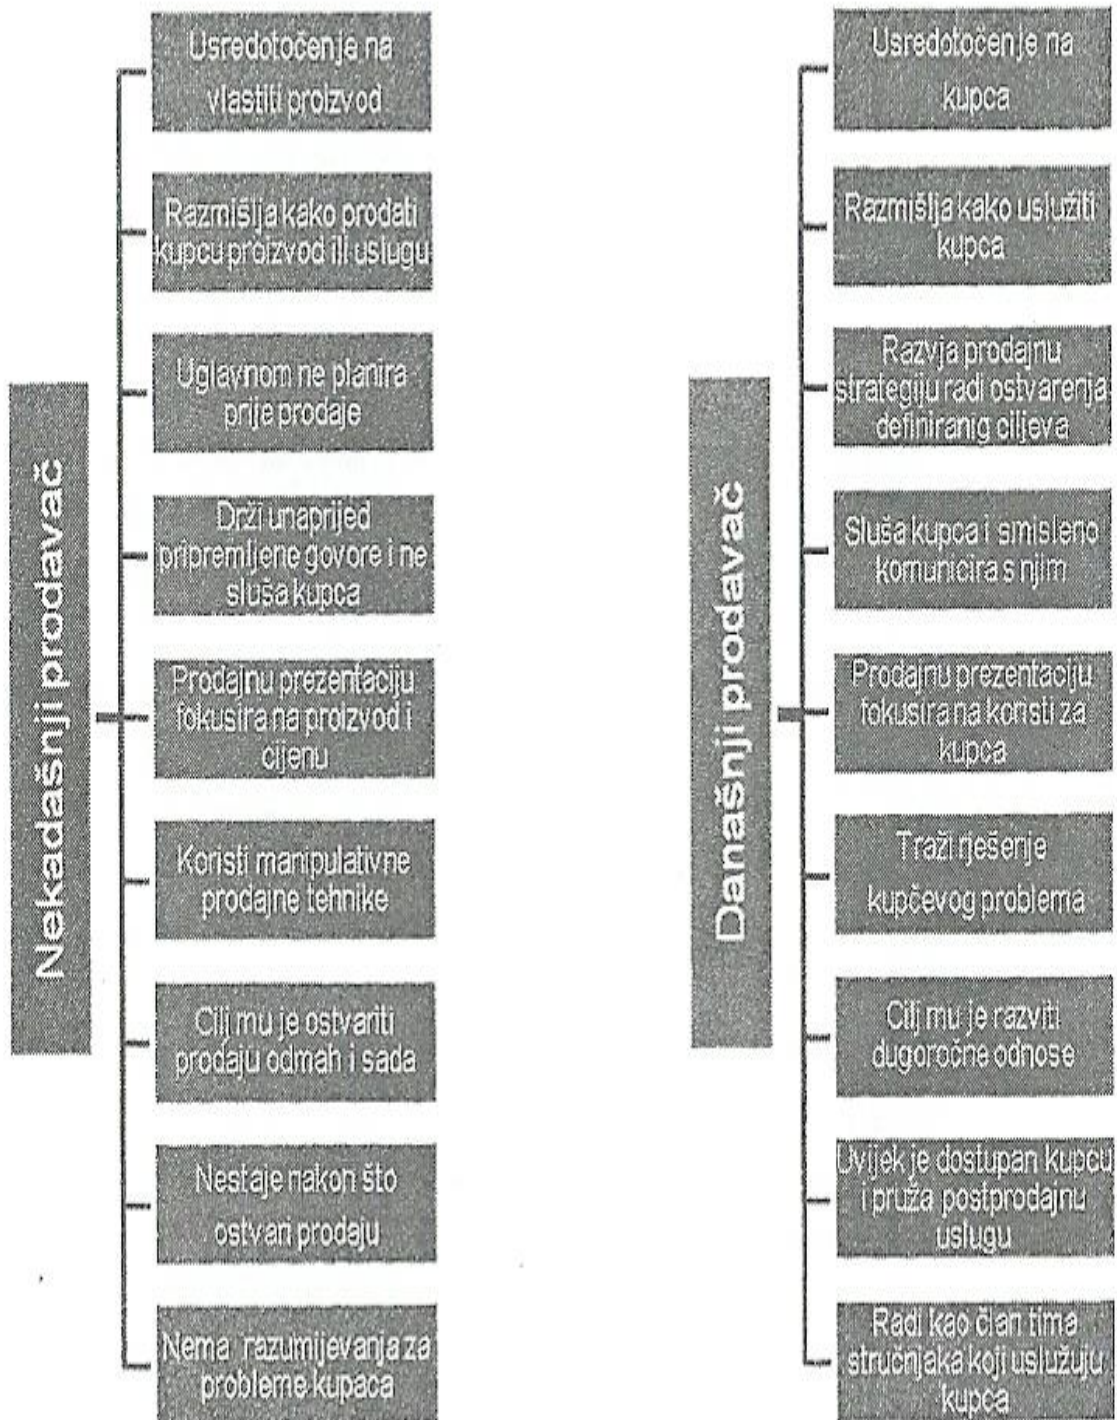 Nekadašnji prodavač
Usredotočenje na
vlastiti proizvod
Razmišlja kako prodati
kupcu proizvod ili uslugu
Uglavnom ne planira
prije prodaje
Drži unaprijed
pripremljene govore i ne
sluša kupca
Prodajnu prezentaciju
fokusira na proizvod i
cijenu
Koristi manipulativne
prodajne tehnike
Cilj mu je ostvariti
prodaju odmah i sada
Nestaje nakon što
ostvari prodaju
Nema razumijevanja za
probleme kupaca
Današnji prodavač
Usredotočenje na
kupca
Razmišlja kako uslužiti
kupca
Razvja prodajnu
strategiju radi ostvarenja
definiranig ciljeva
Sluša kupca i smisleno
komunicira s njim
Prodajnu prezentaciju
fokusira na koristi za
kupca
Traži rješenje
kupčevog problema
Cilj mu je razviti
dugoročne odnose
Uvijek je dostupan kupcu
i pruža postprodajnu
uslugu
Radi kao član tima
stručnjaka koji uslužuju
kupca